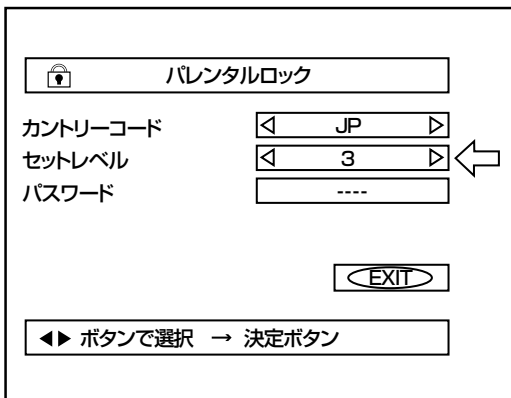 パレンタルロック
カントリーコード ◁ JP ▷
セットレベル ◁ 3 ▷
パスワード ----
EXIT
◀▶ ボタンで選択 → 決定ボタン